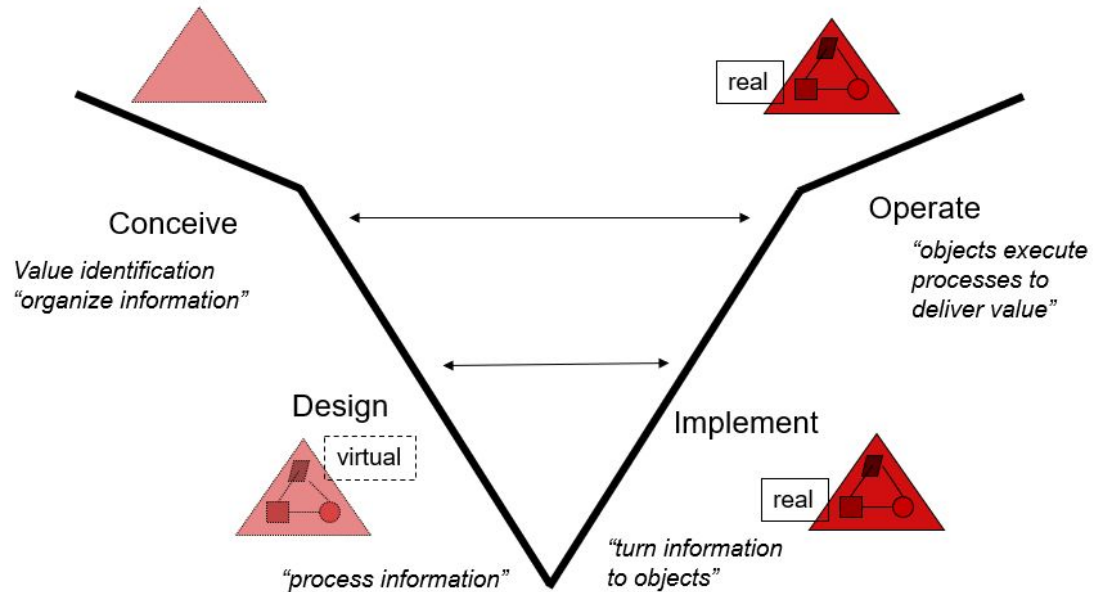 real
Conceive
Operate
Value identification
“organize information”
“objects execute
processes to
deliver value”
Design
virtual
Implement
real
“process information”
“turn information
to objects”